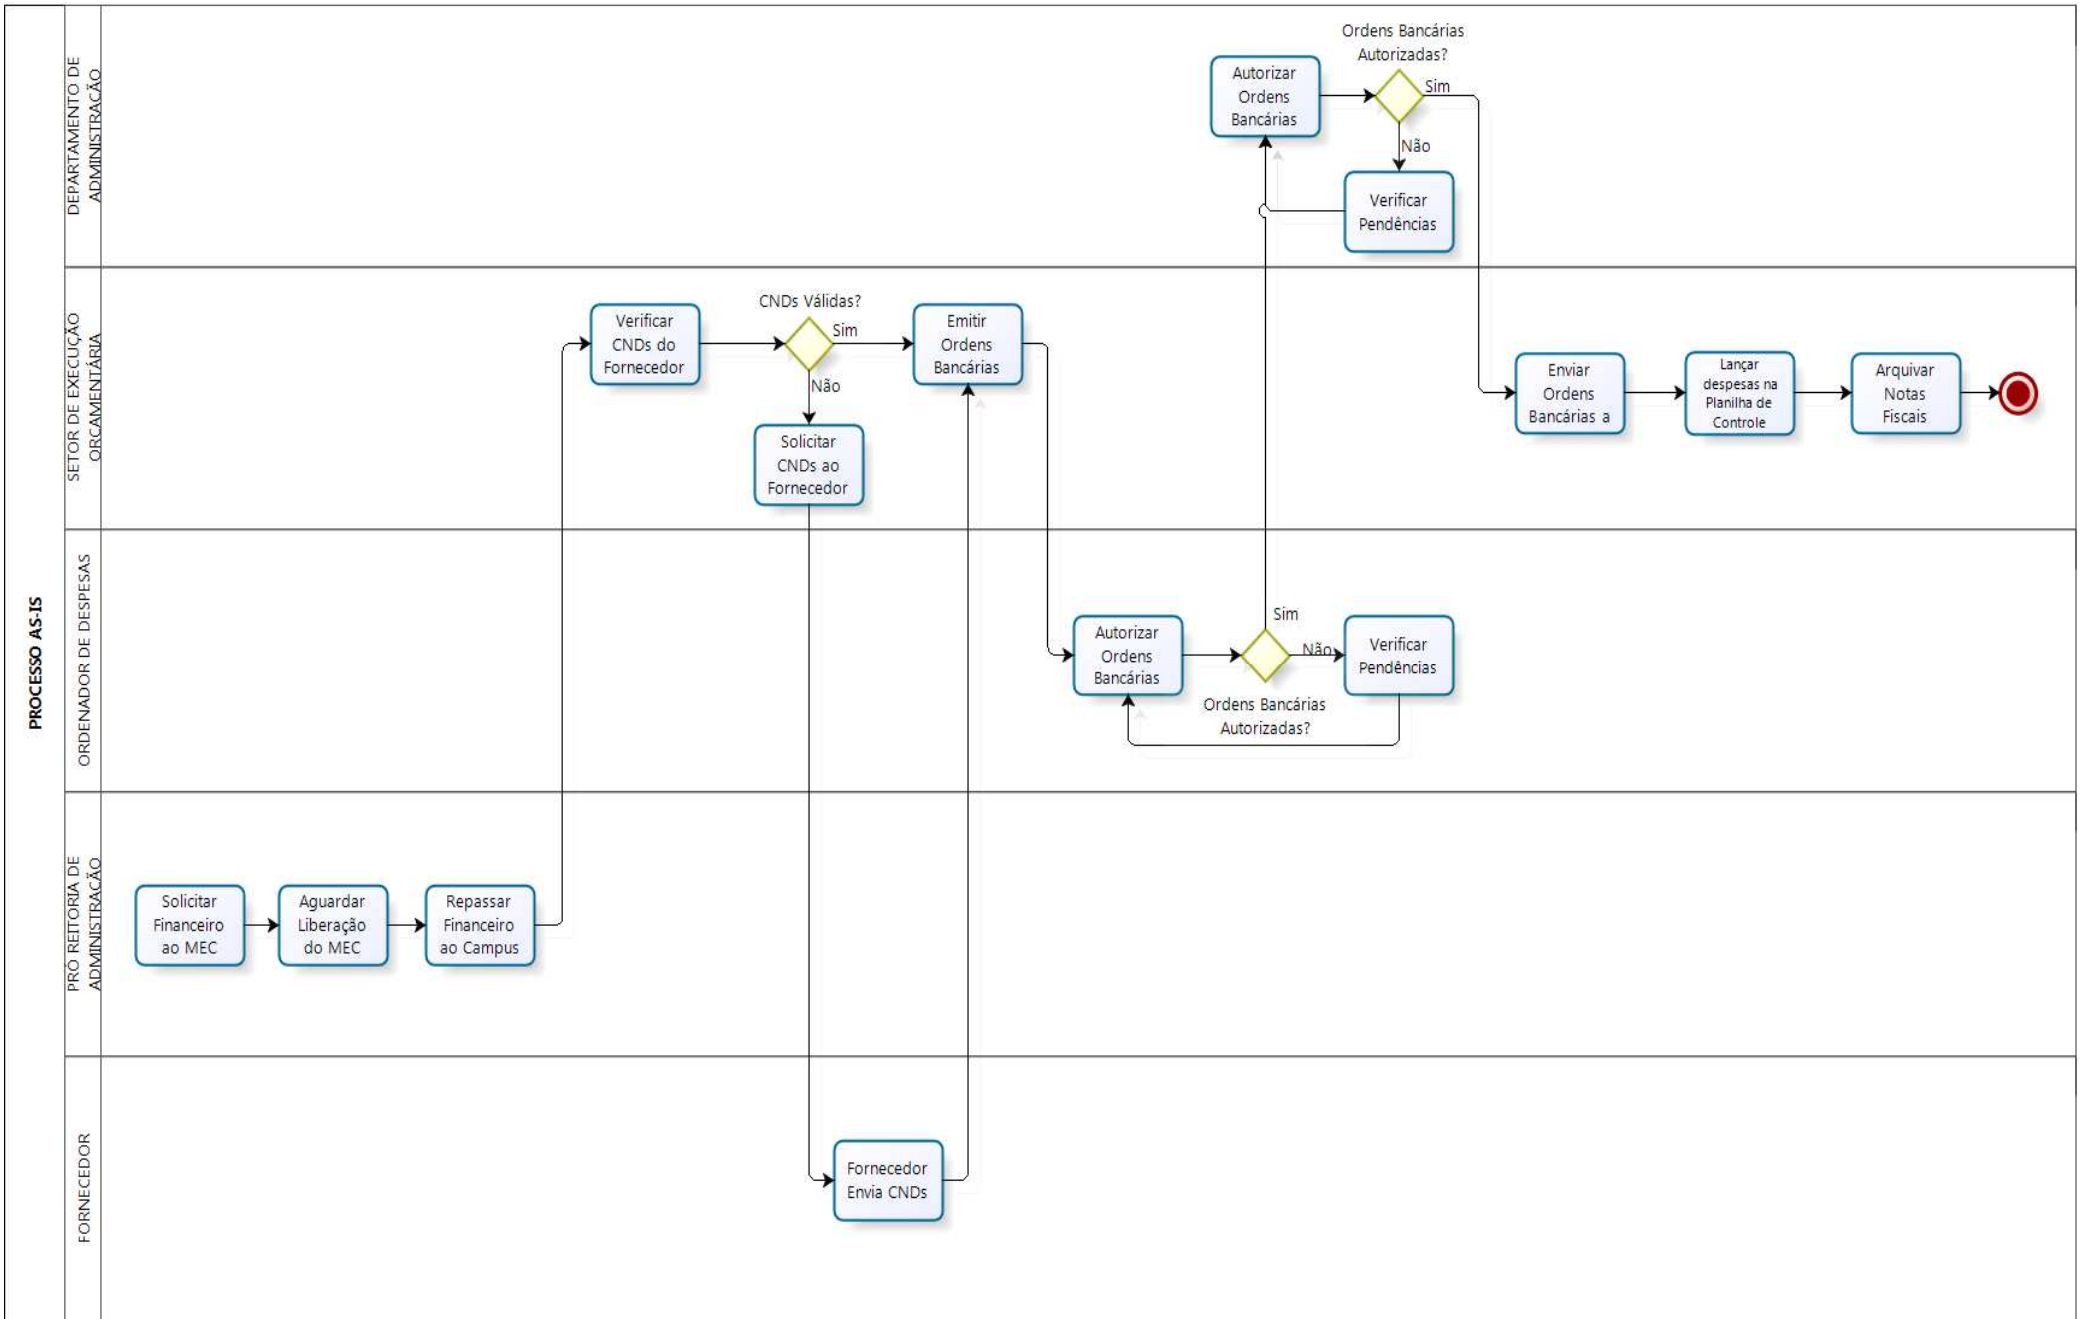 PROCESSO AS-IS
DEPARTAMENTO DE
ADMINISTRAÇÃO
Autorizar
Ordens
Bancárias
Ordens Bancárias
Autorizadas?
Sim
Não
Verificar
Pendências
SETOR DE EXECUÇÃO
ORÇAMENTÁRIA
Verificar
CNDs do
Fornecedor
CNDs Válidas?
Sim
Não
Solicitar
CNDs ao
Fornecedor
Emitir
Ordens
Bancárias
Enviar
Ordens
Bancárias a
Lançar
despesas na
Planilha de
Controle
Arquivar
Notas
Fiscais
ORDENADOR DE DESPESAS
Autorizar
Ordens
Bancárias
Sim
Não
Ordens Bancárias
Autorizadas?
Verificar
Pendências
PRÓ REITORIA DE
ADMINISTRAÇÃO
Solicitar
Financeiro
ao MEC
Aguardar
Liberação
do MEC
Repassar
Financeiro
ao Campus
FORNECEDOR
Fornecedor
Envia CNDs